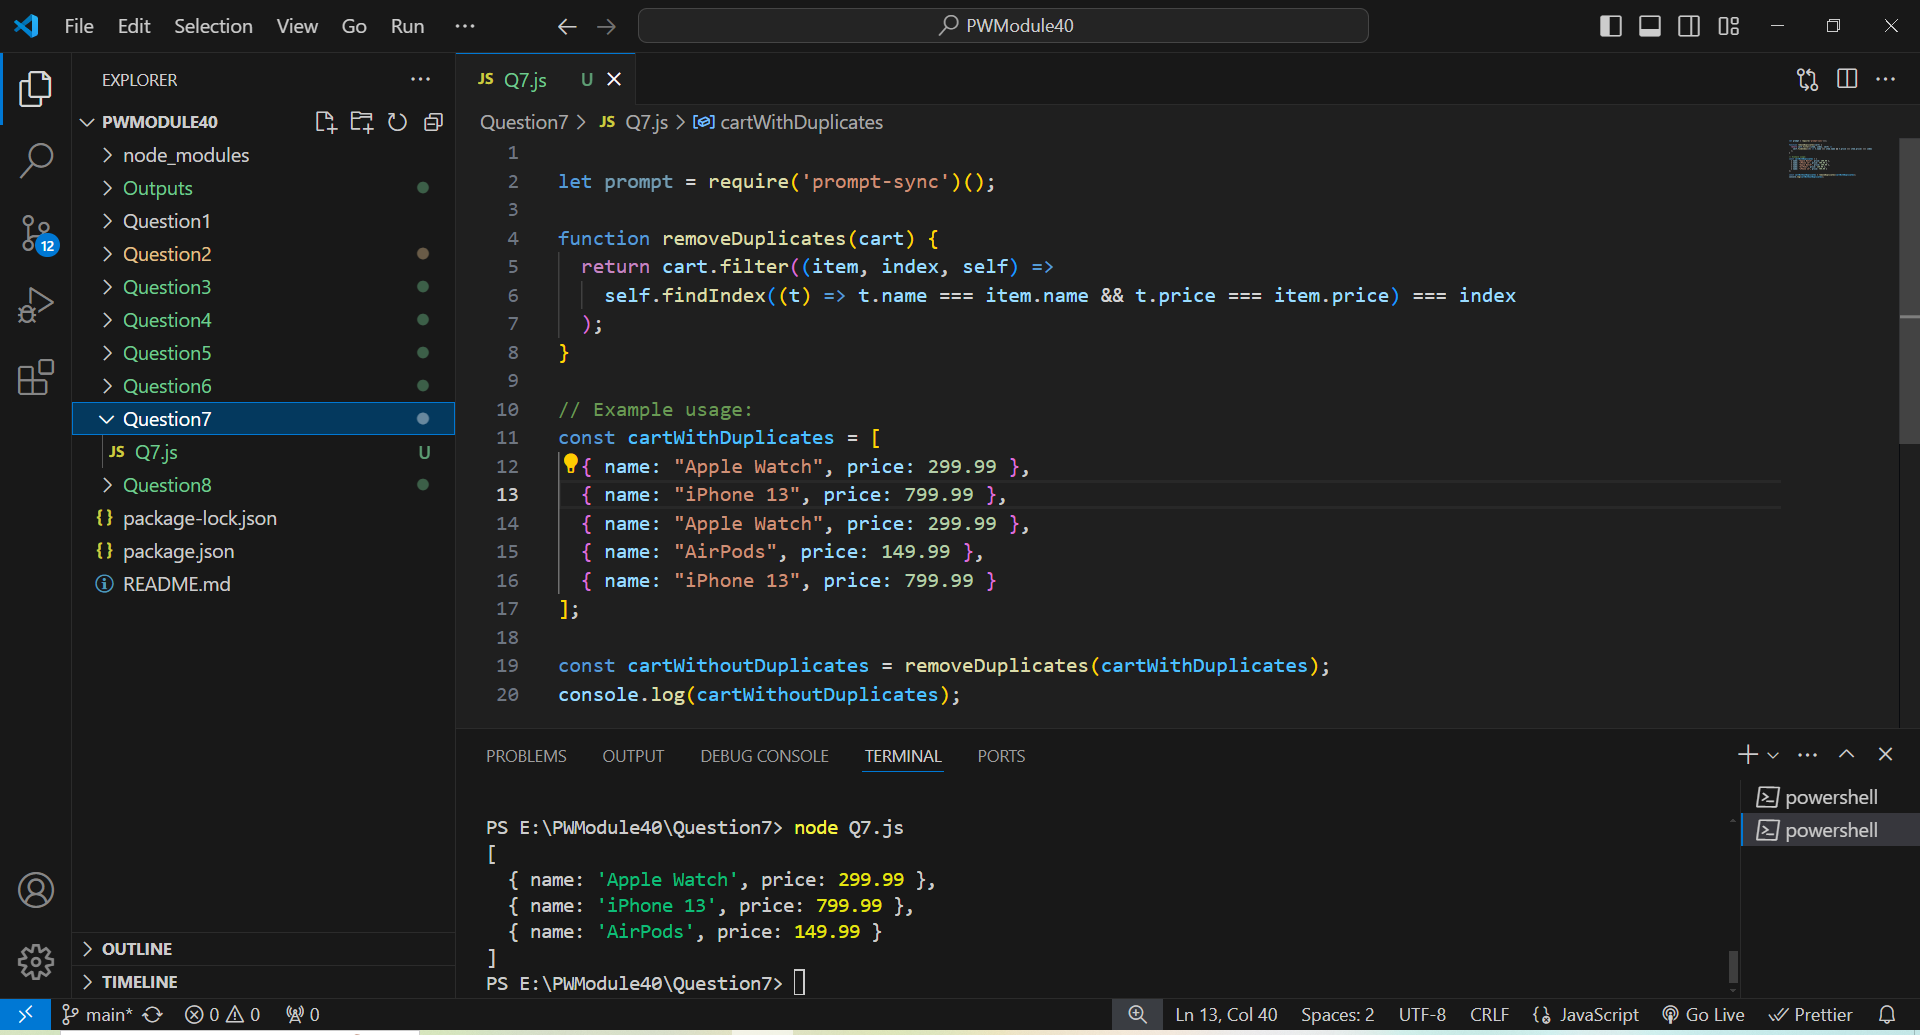 File Edit Selection View Go Run ··· PWModule40
EXPLORER
PWMODULE40
node_modules
Outputs
Question1
Question2
Question3
Question4
Question5
Question6
Question7
JS Q7.js U
Question8
{} package-lock.json
{} package.json
README.md
OUTLINE
TIMELINE
12
JS Q7.js U
Question7 > JS Q7.js > cartWithDuplicates
1
2 let prompt = require('prompt-sync')();
3
4 function removeDuplicates(cart) {
5 return cart.filter((item, index, self) =>
6 self.findIndex((t) => t.name === item.name && t.price === item.price) === index
7 );
8 }
9
10 // Example usage:
11 const cartWithDuplicates = [
12 { name: "Apple Watch", price: 299.99 },
13 { name: "iPhone 13", price: 799.99 },
14 { name: "Apple Watch", price: 299.99 },
15 { name: "AirPods", price: 149.99 },
16 { name: "iPhone 13", price: 799.99 }
17 ];
18
19 const cartWithoutDuplicates = removeDuplicates(cartWithDuplicates);
20 console.log(cartWithoutDuplicates);
PROBLEMS OUTPUT DEBUG CONSOLE TERMINAL PORTS
PS E:\PWModule40\Question7> node Q7.js
[
{ name: 'Apple Watch', price: 299.99 },
{ name: 'iPhone 13', price: 799.99 },
{ name: 'AirPods', price: 149.99 }
]
PS E:\PWModule40\Question7>
powershell
powershell
main* 0 0 0 Ln 13, Col 40 Spaces: 2 UTF-8 CRLF JavaScript Go Live Prettier